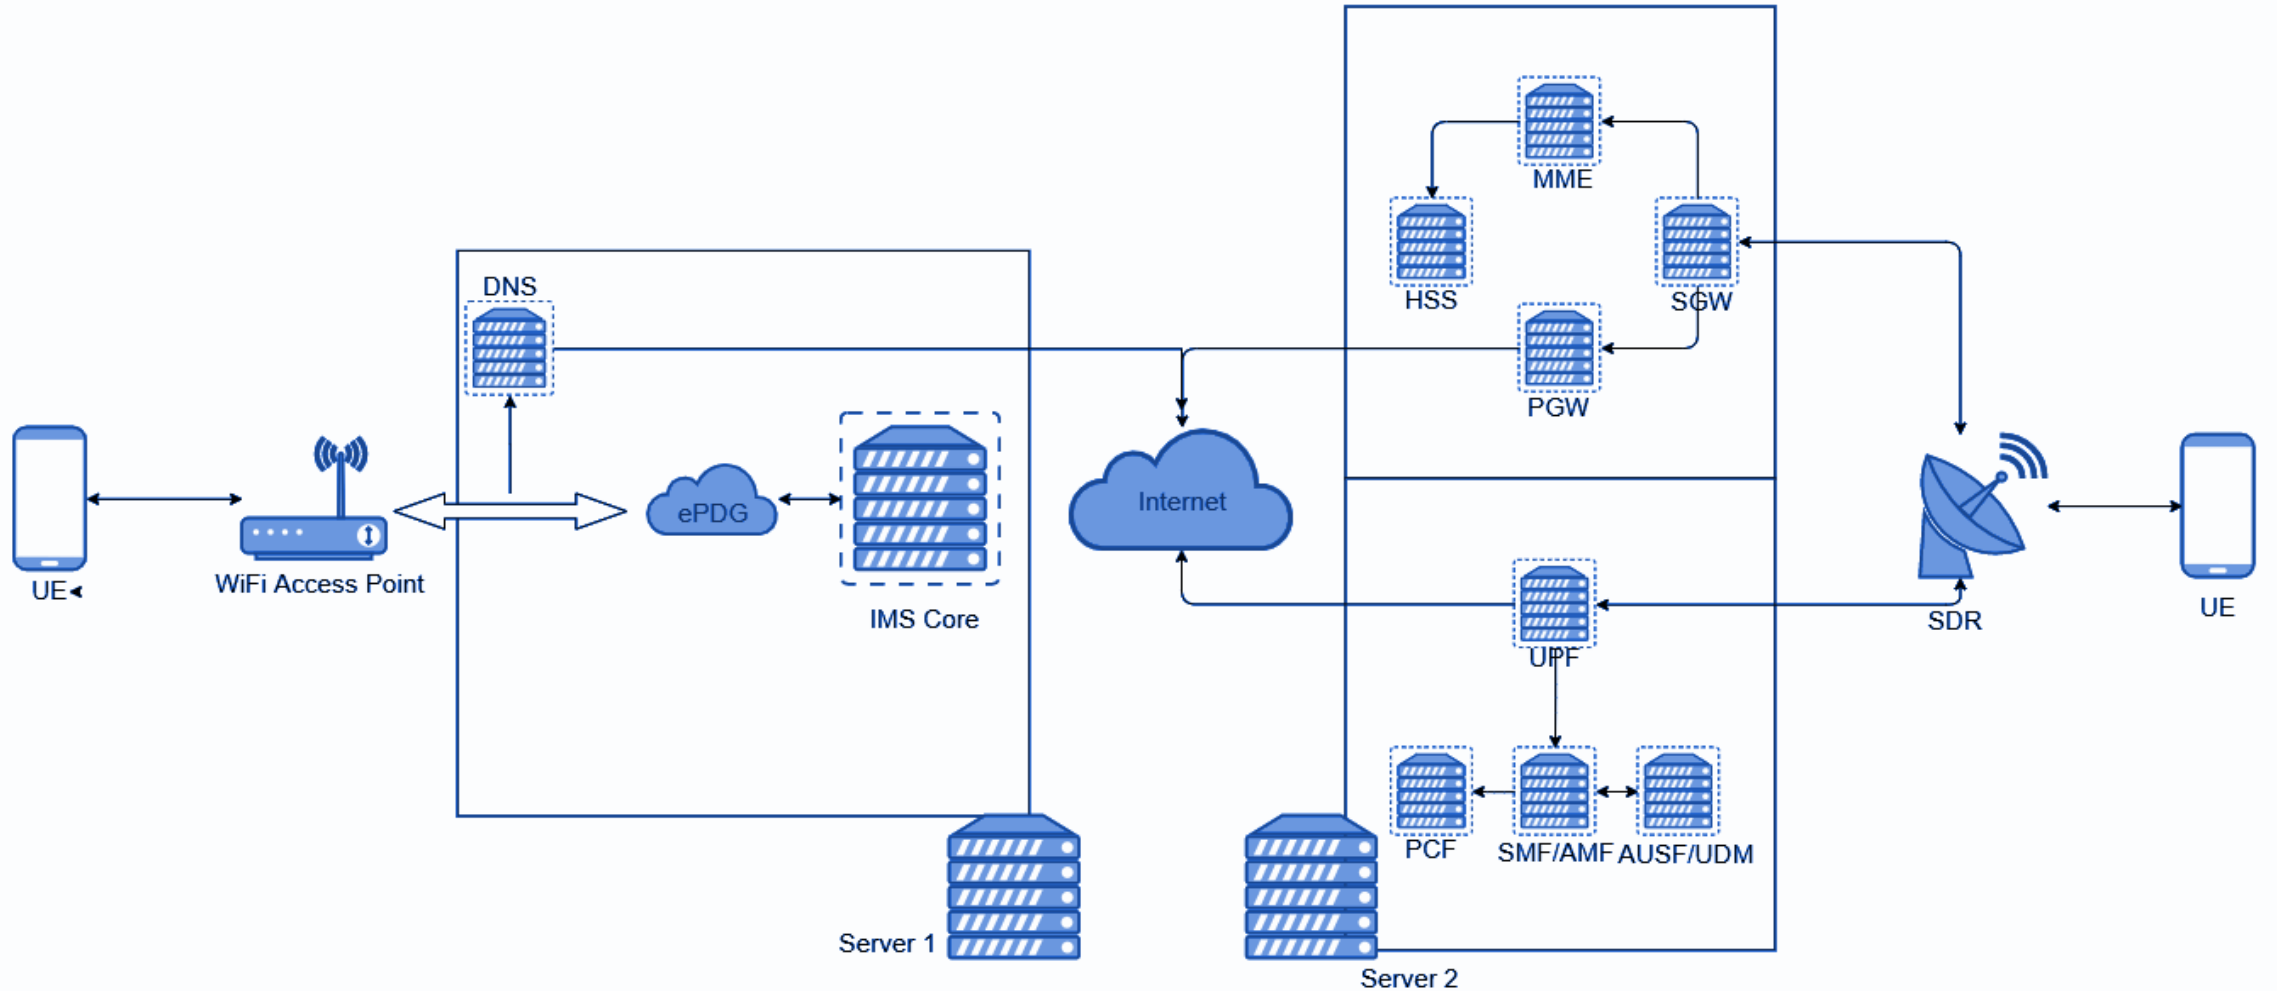 MME
HSS
SGW
DNS
PGW
Internet
ePDG
UE
WiFi Access Point
IMS Core
UE
SDR
UPF
PCF
SMF/AMF
AUSF/UDM
Server 1
Server 2